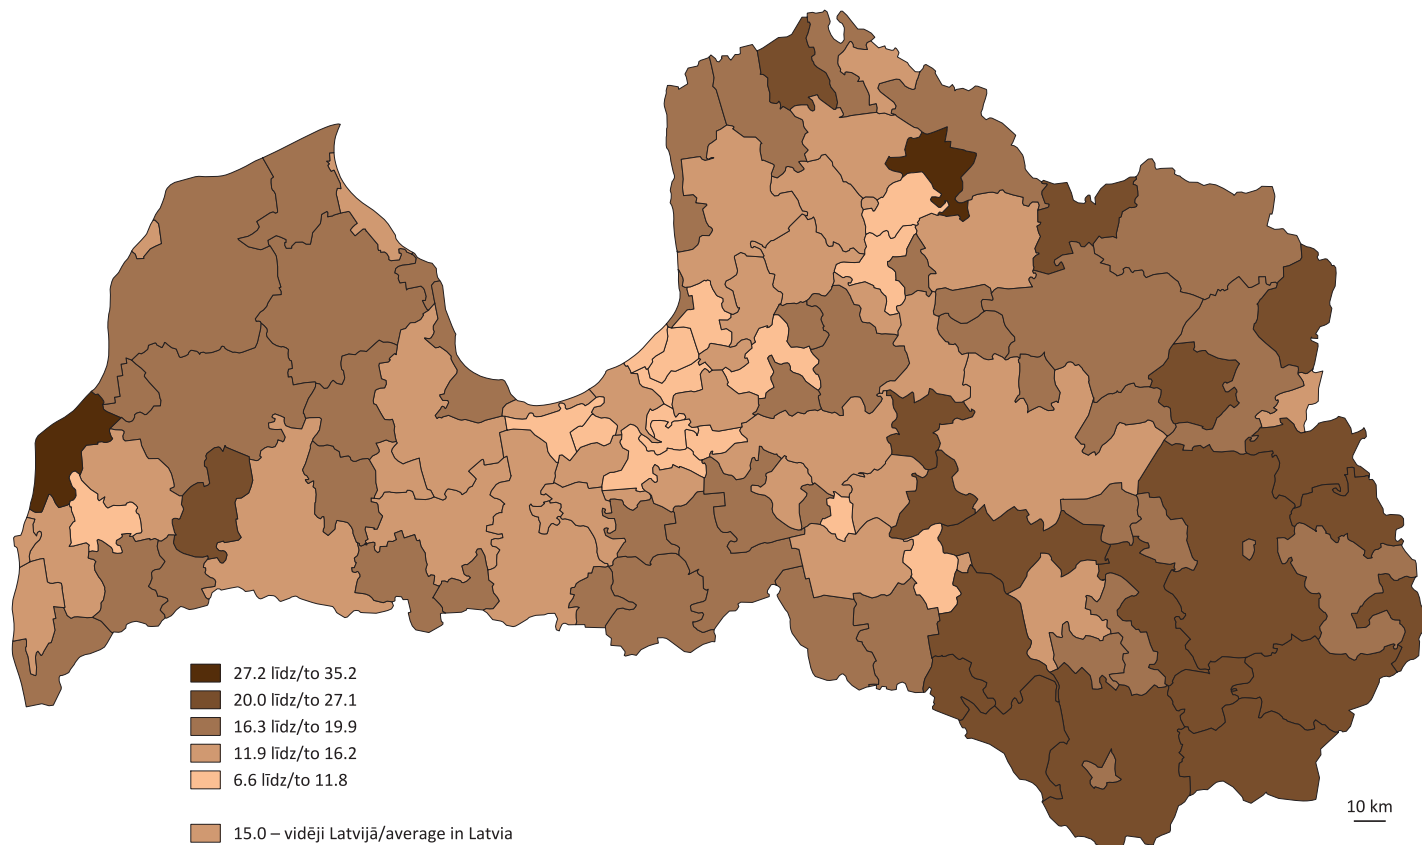 27.2 līdz/to 35.2
20.0 līdz/to 27.1
16.3 līdz/to 19.9
11.9 līdz/to 16.2
6.6 līdz/to 11.8
15.0 – vidēji Latvijā/average in Latvia
10 km